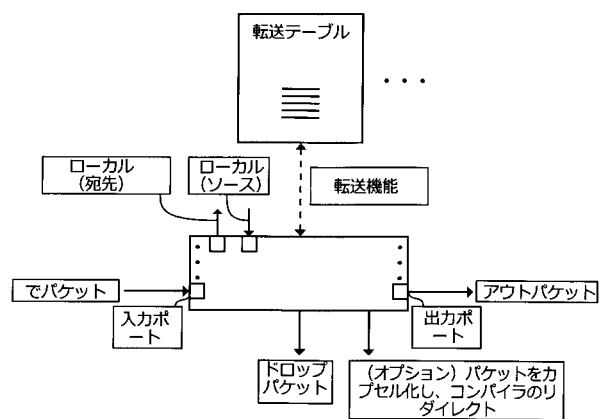 転送テーブル
ローカル
(宛先)
ローカル
(ソース)
転送機能
でパケット
アウトパケット
入力ポ
ート
出力ポ
ート
ドロップ
パケット
(オプション)パケットをカ
プセル化し、コンパイラのリ
ダイレクト